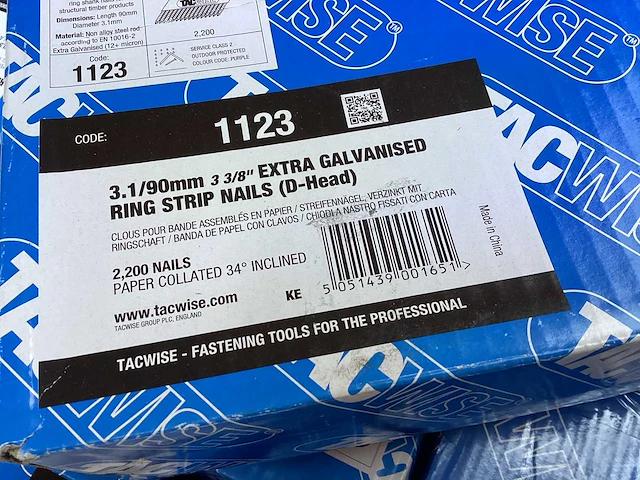 ring shank nails
structural timber products
Dimensions: Length 90mm
Diameter 3.1mm
Material: Non alloy steel rod
according to EN 10016-2
Extra Galvanised (12+ micron)
Code:
1123
2,200
SERVICE CLASS 2
OUTDOOR PROTECTED
COLOUR CODE: PURPLE
WISE™
WISE™
TACWISE
CODE:
1123
3.1/90mm 3 3/8" EXTRA GALVANISED
RING STRIP NAILS (D-Head)
CLOUS POUR BANDE ASSEMBLÉS EN PAPIER / STREIFENNÄGEL, VERZINKT MIT
RINGSCHAFT / BANDA DE PAPEL CON CLAVOS / CHIODI A NASTRO FISSATI CON CARTA
2,200 NAILS
PAPER COLLATED 34° INCLINED
www.tacwise.com
TACWISE GROUP PLC, ENGLAND
KE
5 051439 001651 >
Made in China
TACWISE - FASTENING TOOLS FOR THE PROFESSIONAL
TACWISE